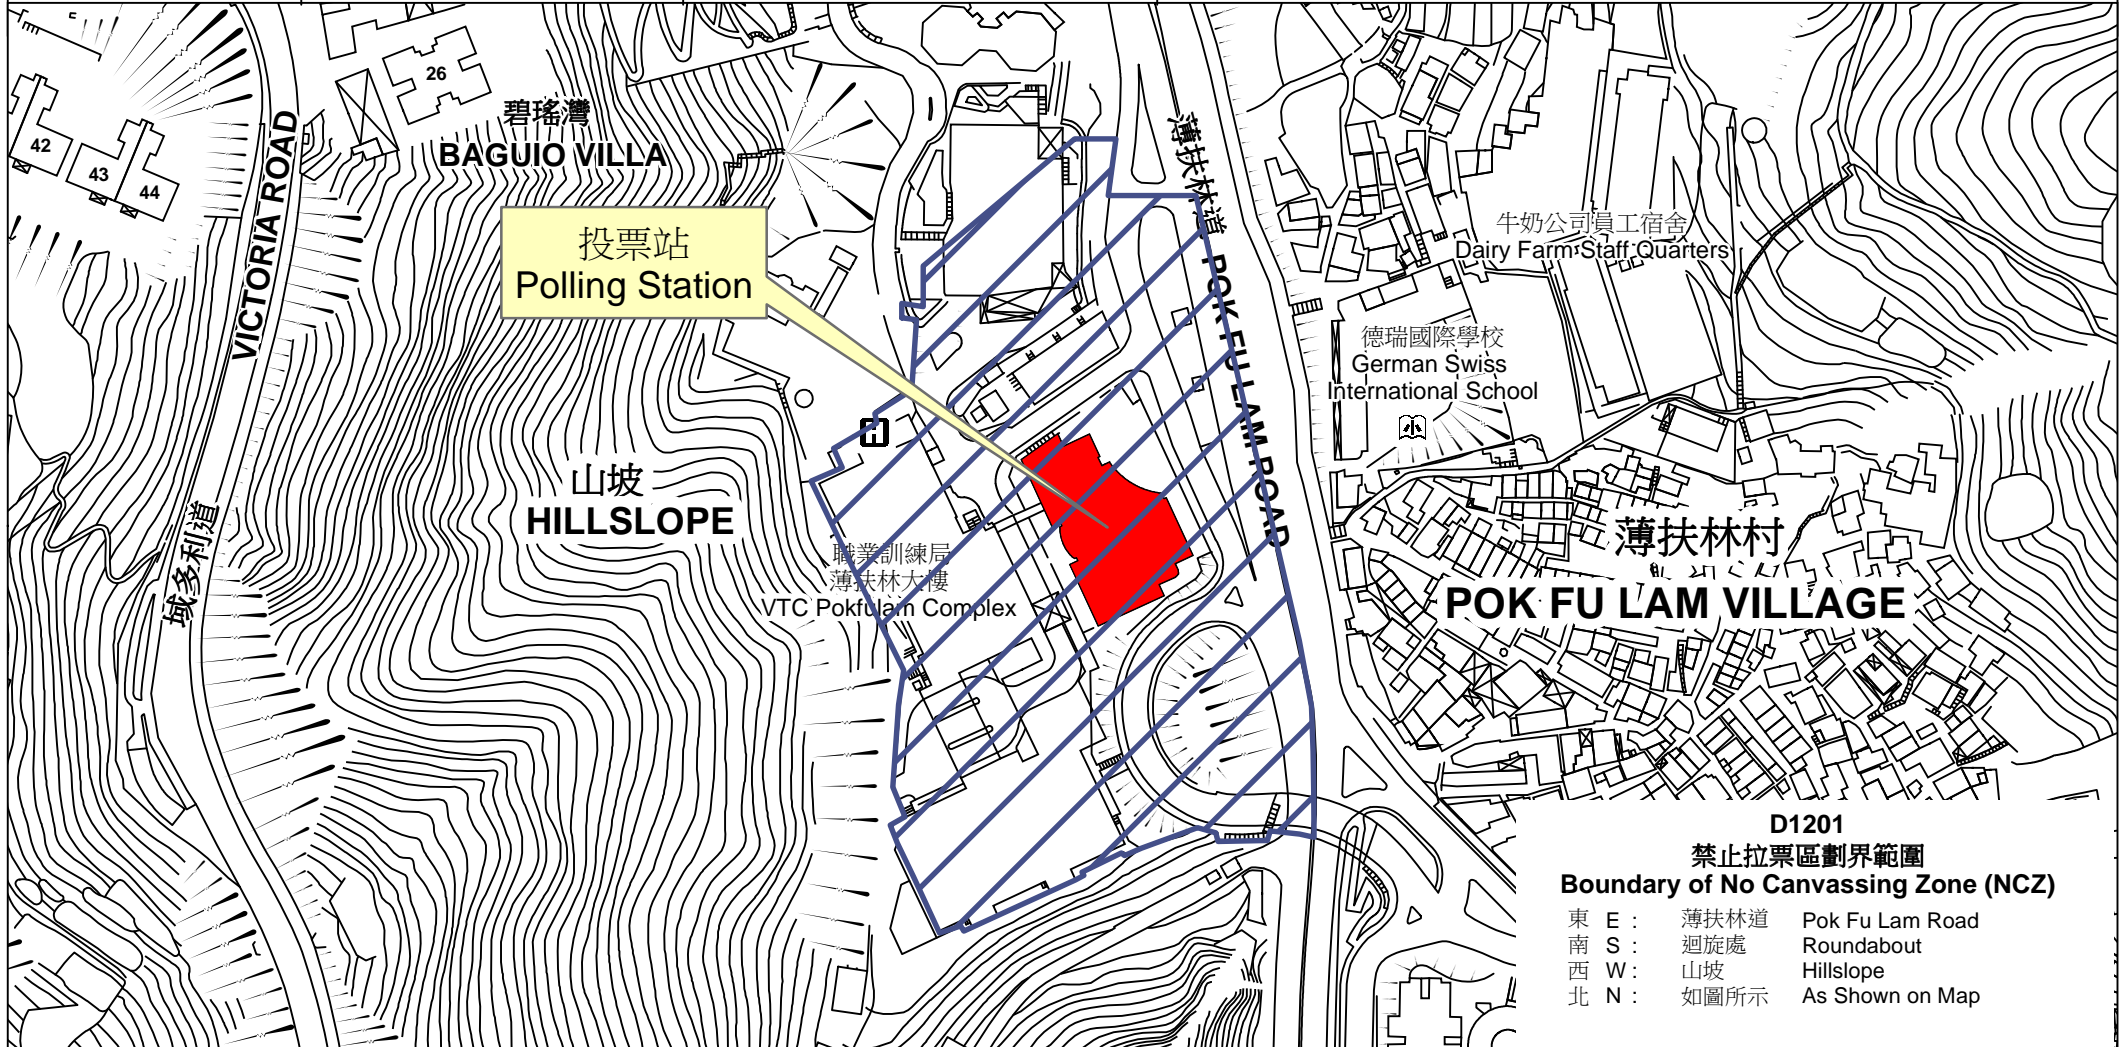 26
碧瑤灣
BAGUIO VILLA
42
43
44
VICTORIA ROAD
域多利道
投票站
Polling Station
薄扶林道
POK FU LAM ROAD
牛奶公司員工宿舍
Dairy Farm Staff Quarters
德瑞國際學校
German Swiss
International School
山坡
HILLSLOPE
H
職業訓練局
薄扶林大樓
VTC Pokfulam Complex
薄扶林村
POK FU LAM VILLAGE
D1201
禁止拉票區劃界範圍
Boundary of No Canvassing Zone (NCZ)
東 E : 薄扶林道 Pok Fu Lam Road
南 S : 迴旋處 Roundabout
西 W : 山坡 Hillslope
北 N : 如圖所示 As Shown on Map